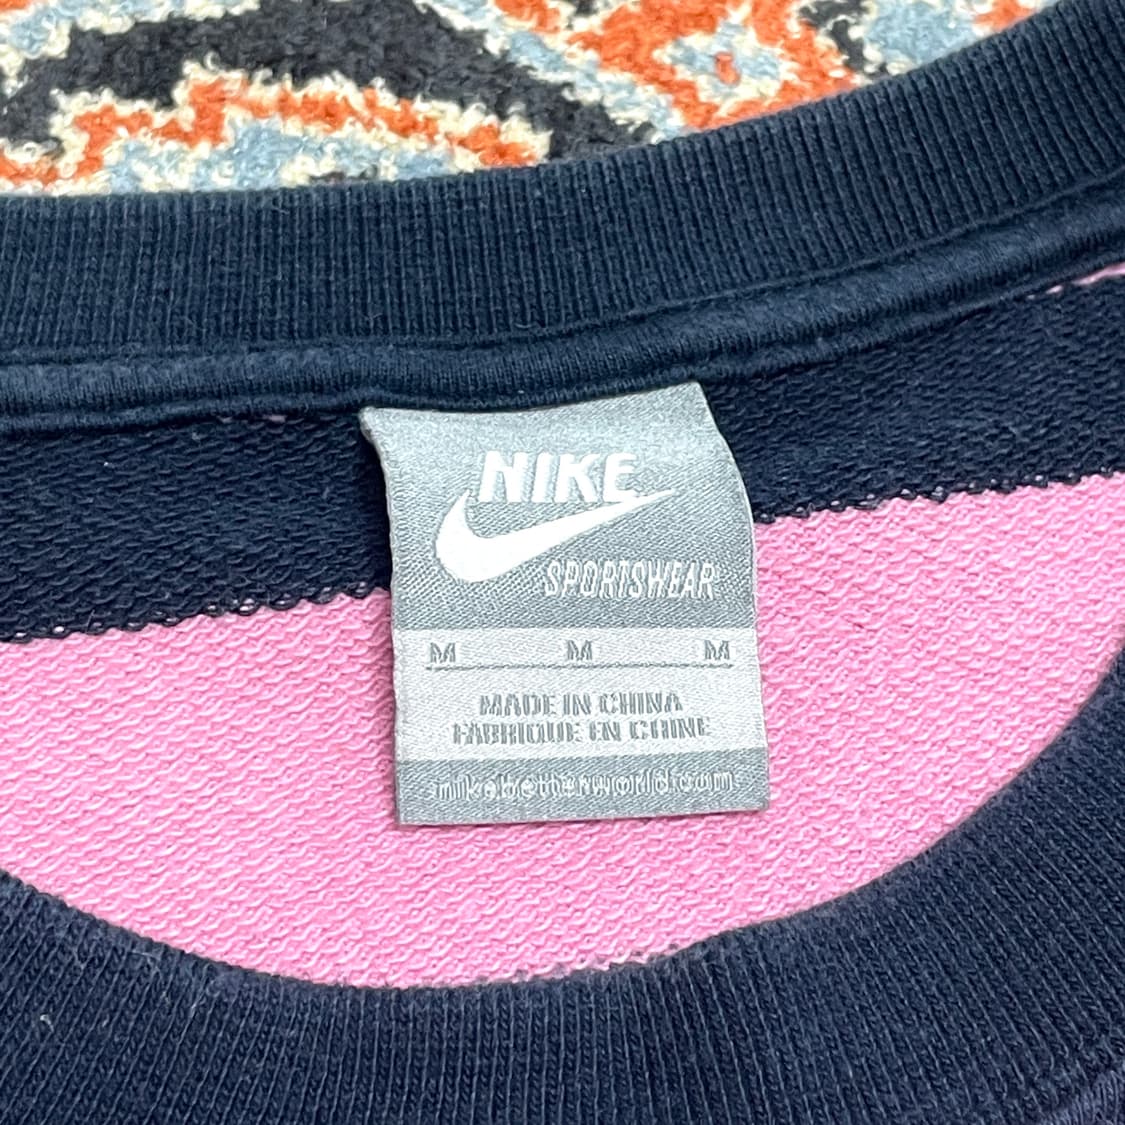 NIKE
SPORTSWEAR
M M M
MADE IN CHINA
FABRIQUE EN CHINE
nikebetterworld.com